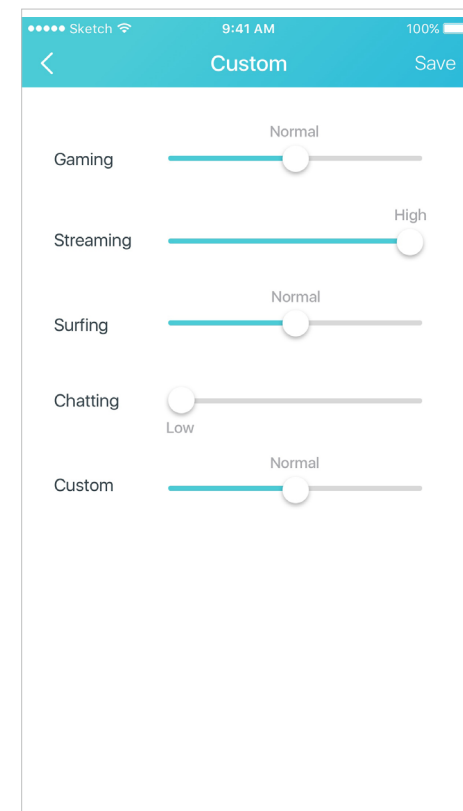 Sketch 9:41 AM 100%
Custom Save
Normal
Gaming
High
Streaming
Normal
Surfing
Chatting
Low
Normal
Custom